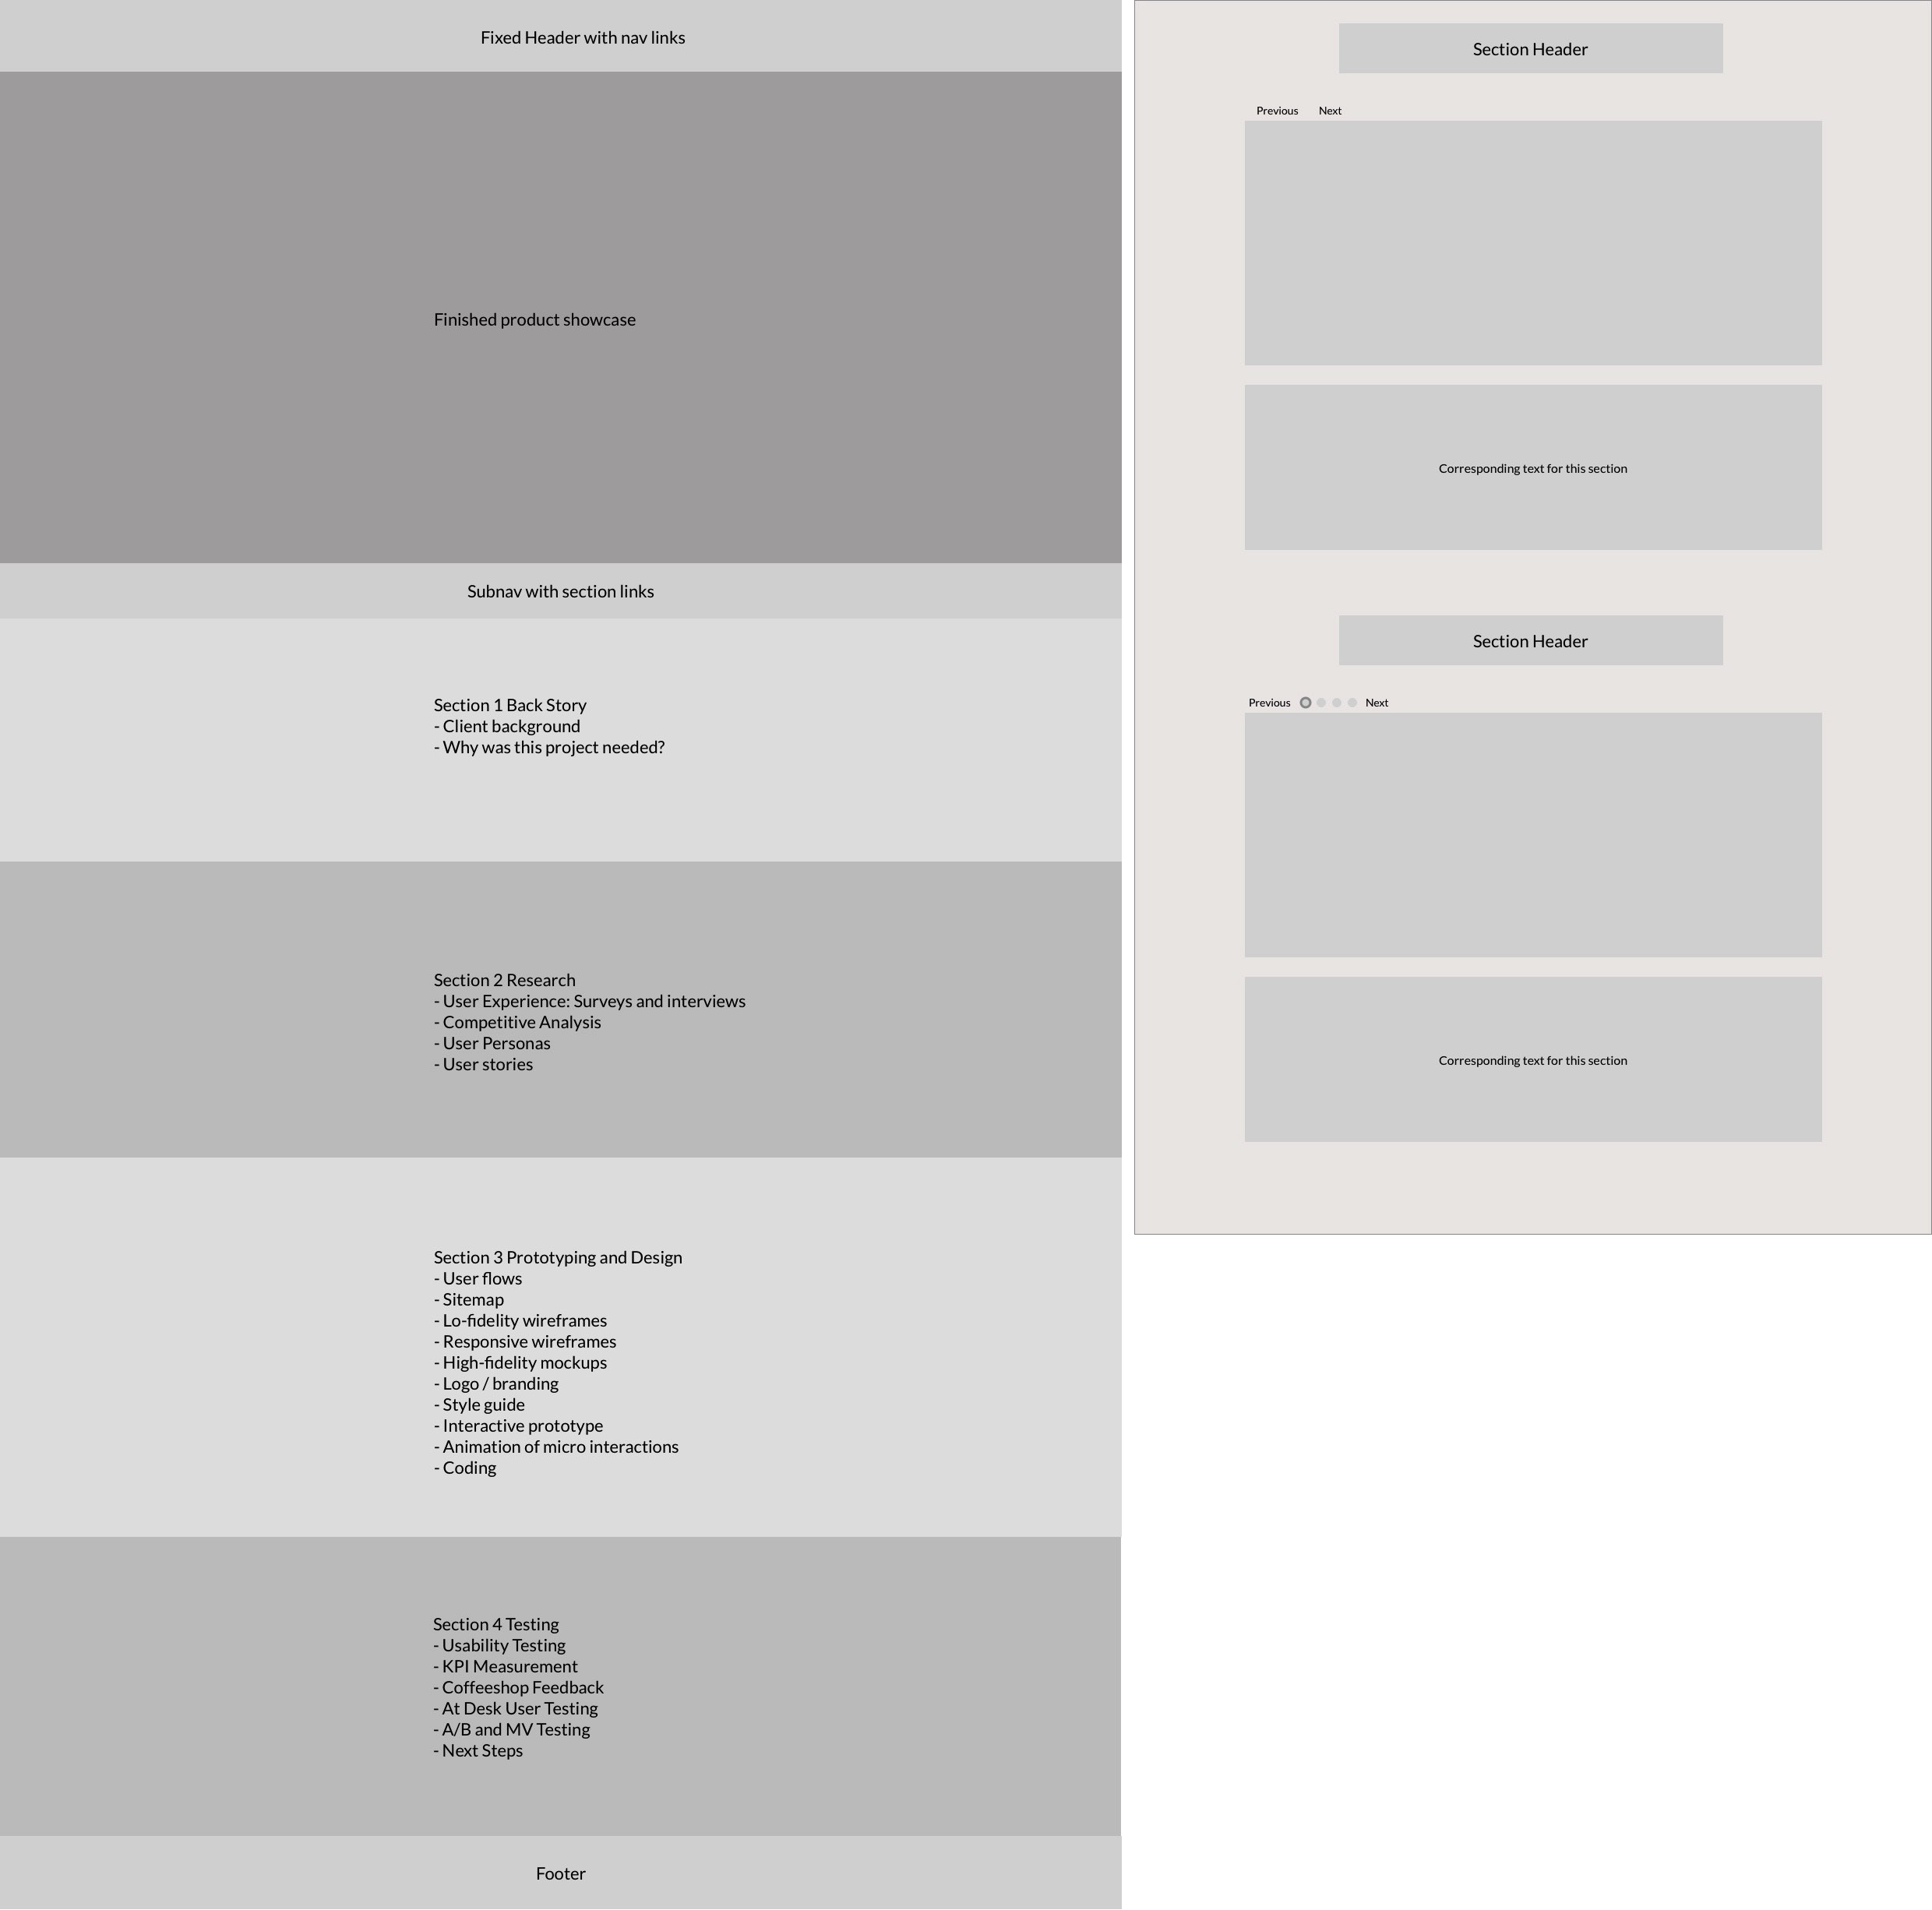 Fixed Header with nav links
Finished product showcase
Subnav with section links
Section 1 Back Story
- Client background
- Why was this project needed?
Section 2 Research
- User Experience: Surveys and interviews
- Competitive Analysis
- User Personas
- User stories
Section 3 Prototyping and Design
- User flows
- Sitemap
- Lo-fidelity wireframes
- Responsive wireframes
- High-fidelity mockups
- Logo / branding
- Style guide
- Interactive prototype
- Animation of micro interactions
- Coding
Section 4 Testing
- Usability Testing
- KPI Measurement
- Coffeeshop Feedback
- At Desk User Testing
- A/B and MV Testing
- Next Steps
Footer
Section Header
Previous Next
Corresponding text for this section
Section Header
Previous Next
Corresponding text for this section